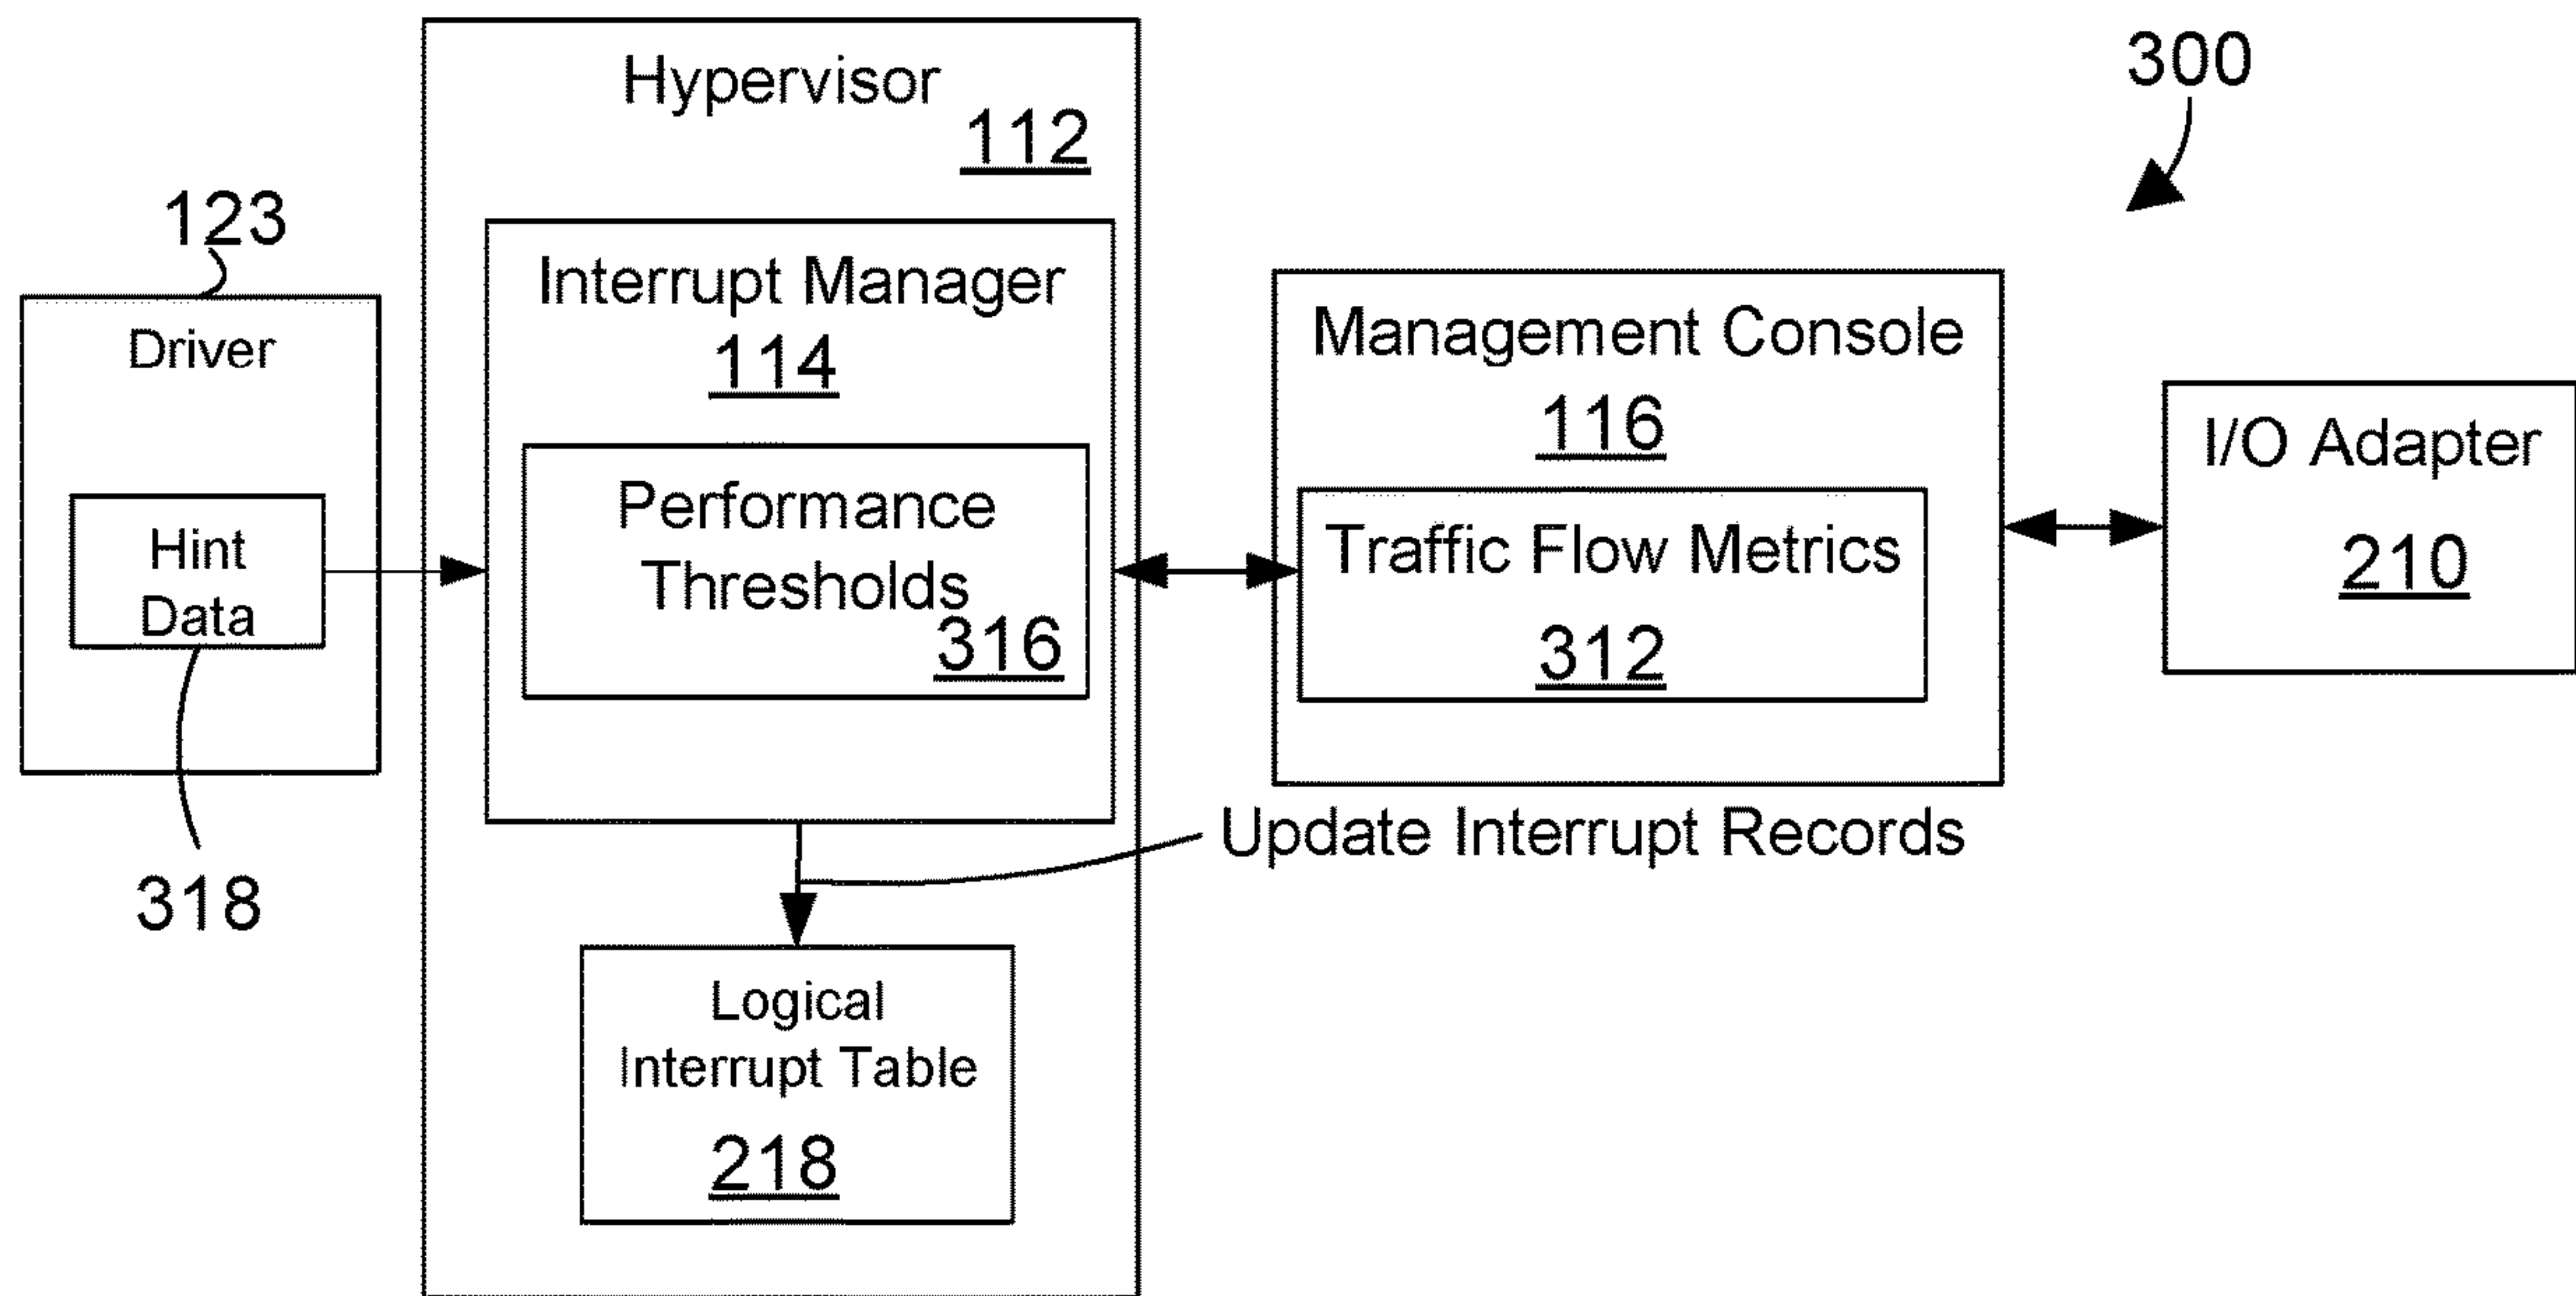 300
Hypervisor
112
123
Driver
Hint
Data
318
Interrupt Manager
114
Performance
Thresholds
316
Management Console
116
Traffic Flow Metrics
312
I/O Adapter
210
Update Interrupt Records
Logical
Interrupt Table
218